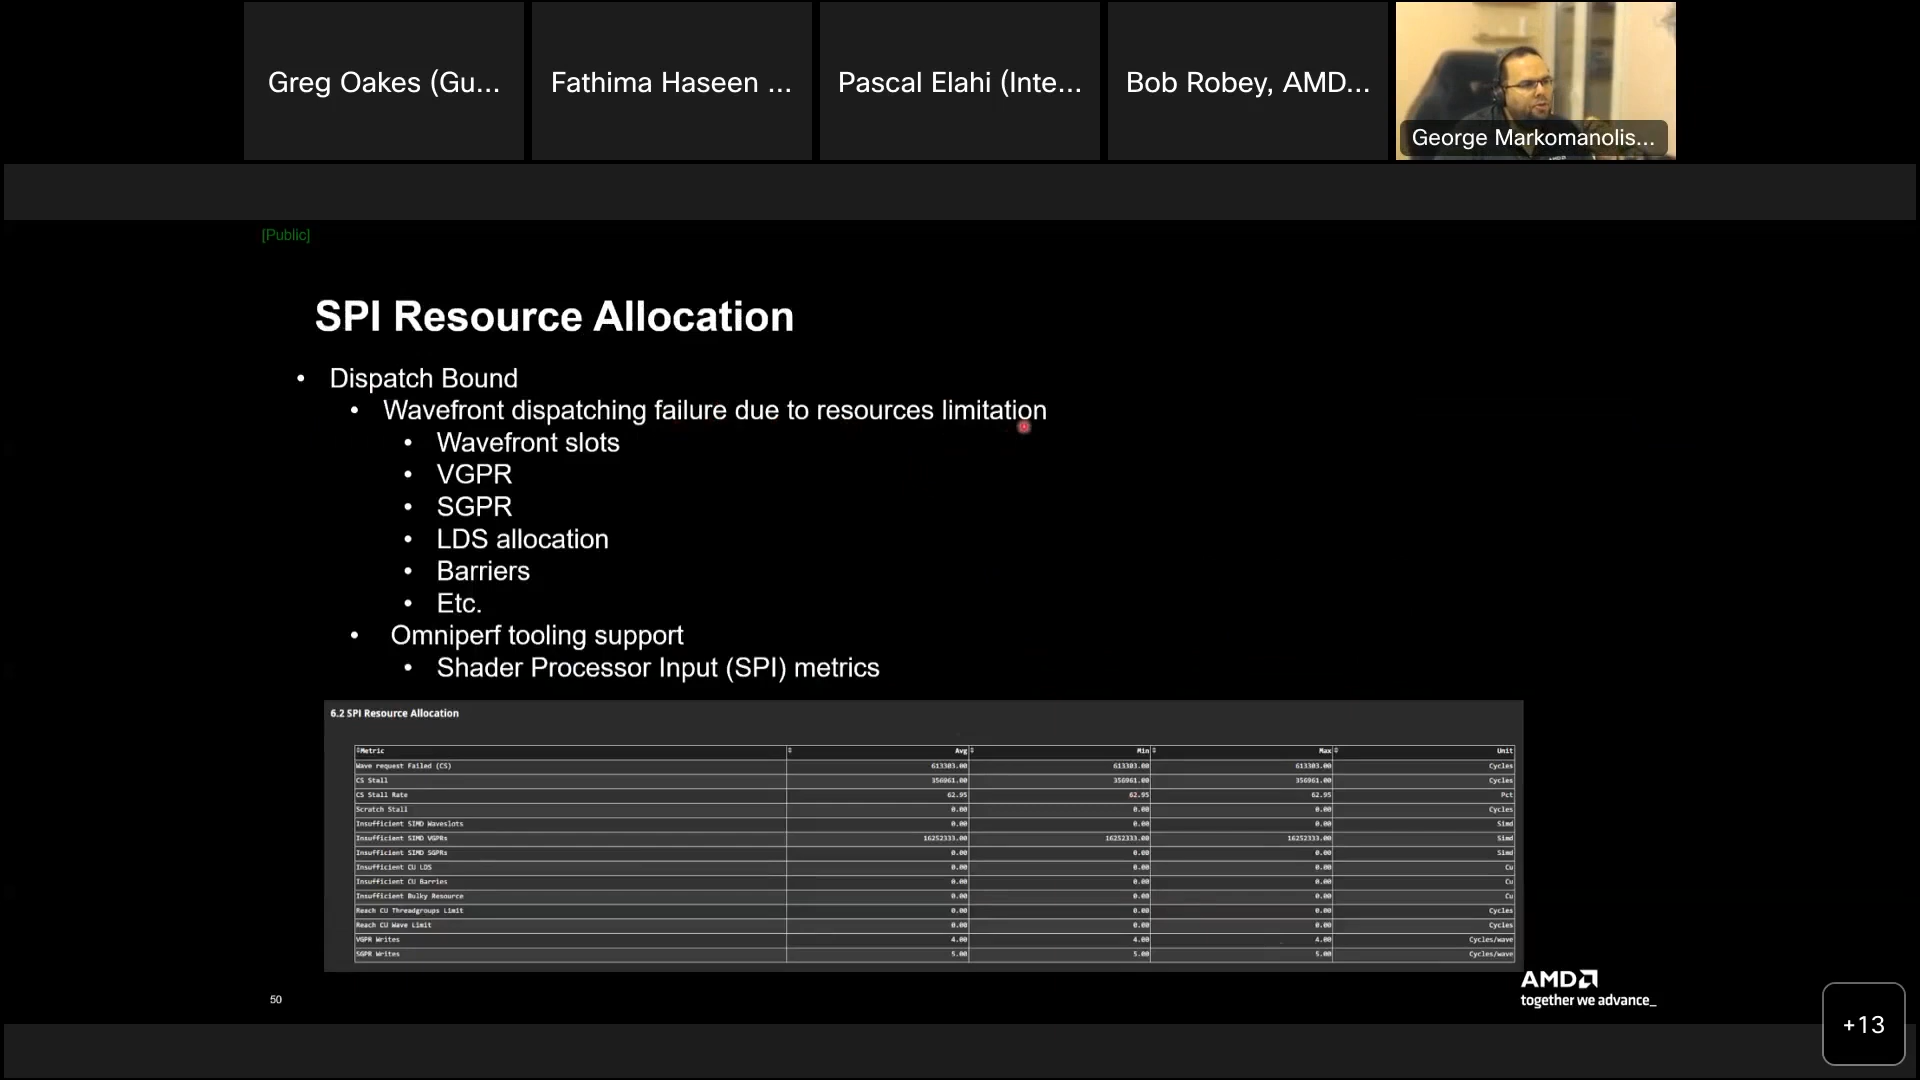 Greg Oakes (Gu...
Fathima Haseen ...
Pascal Elahi (Inte...
Bob Robey, AMD...
George Markomanolis...
[Public]
SPI Resource Allocation
• Dispatch Bound
• Wavefront dispatching failure due to resources limitation
• Wavefront slots
• VGPR
• SGPR
• LDS allocation
• Barriers
• Etc.
• Omniperf tooling support
• Shader Processor Input (SPI) metrics
6.2 SPI Resource Allocation
Metric Avg Min Max Unit
Wave request Failed (CS) 613303.00 613303.00 613303.00 Cycles
CS Stall 356961.00 356961.00 356961.00 Cycles
CS Stall Rate 62.95 62.95 62.95 Pct
Scratch Stall 0.00 0.00 0.00 Cycles
Insufficient SIMD Waveslots 0.00 0.00 0.00 Simd
Insufficient SIMD VGPRs 16252333.00 16252333.00 16252333.00 Simd
Insufficient SIMD SGPRs 0.00 0.00 0.00 Simd
Insufficient CU LDS 0.00 0.00 0.00 Cu
Insufficient CU Barries 0.00 0.00 0.00 Cu
Insufficient Bulky Resource 0.00 0.00 0.00 Cu
Reach CU Threadgroups Limit 0.00 0.00 0.00 Cycles
Reach CU Wave Limit 0.00 0.00 0.00 Cycles
VGPR Writes 4.00 4.00 4.00 Cycles/wave
SGPR Writes 5.00 5.00 5.00 Cycles/wave
50
AMD
together we advance_
+13